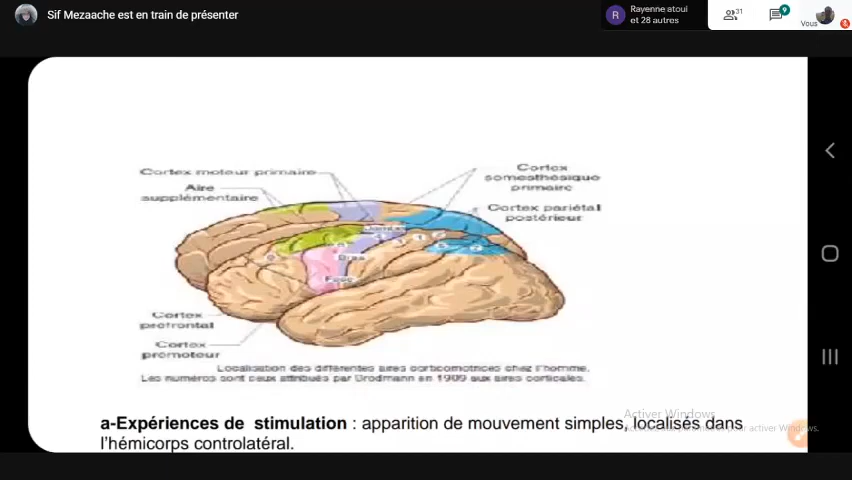 Sif Mezaache est en train de présenter
R
Rayenne atoui
et 28 autres
31
9
Vous
Cortex moteur primaire
Aire
supplémentaire
Cortex
somesthésique
primaire
Cortex pariétal
postérieur
Bras
Face
Cortex
préfrontal
Cortex
prémoteur
Localisation des différentes aires corticomotrices chez l'homme.
Les numéros sont ceux attribués par Brodmann en 1909 aux aires corticales.
a-Expériences de stimulation : apparition de mouvement simples, localisés dans
l'hémicorps controlatéral.
Activer Windows